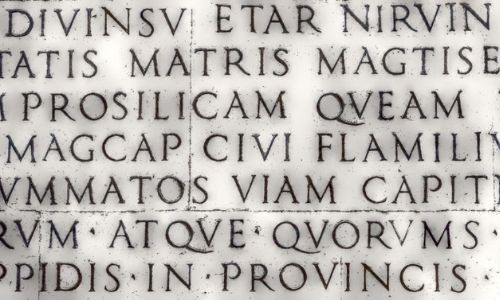 DIVINSV ETAR NIRVIN
TATIS MATRIS MAGTISE
PROSILICAM QVEAM
MAGCAP CIVI FLAMILI
VMMATOS VIAM CAPIT
RVM · ATQVE · QVORVMS ·
PPIDIS · IN · PROVINCIS ·